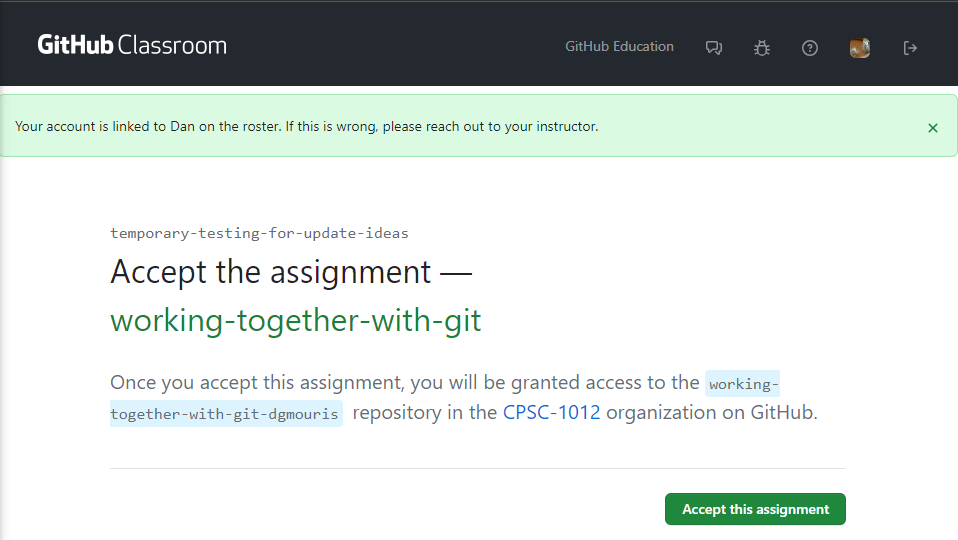 GitHub Classroom
GitHub Education
Your account is linked to Dan on the roster. If this is wrong, please reach out to your instructor.
temporary-testing-for-update-ideas
Accept the assignment —
working-together-with-git
Once you accept this assignment, you will be granted access to the working-
together-with-git-dgmouris repository in the CPSC-1012 organization on GitHub.
Accept this assignment